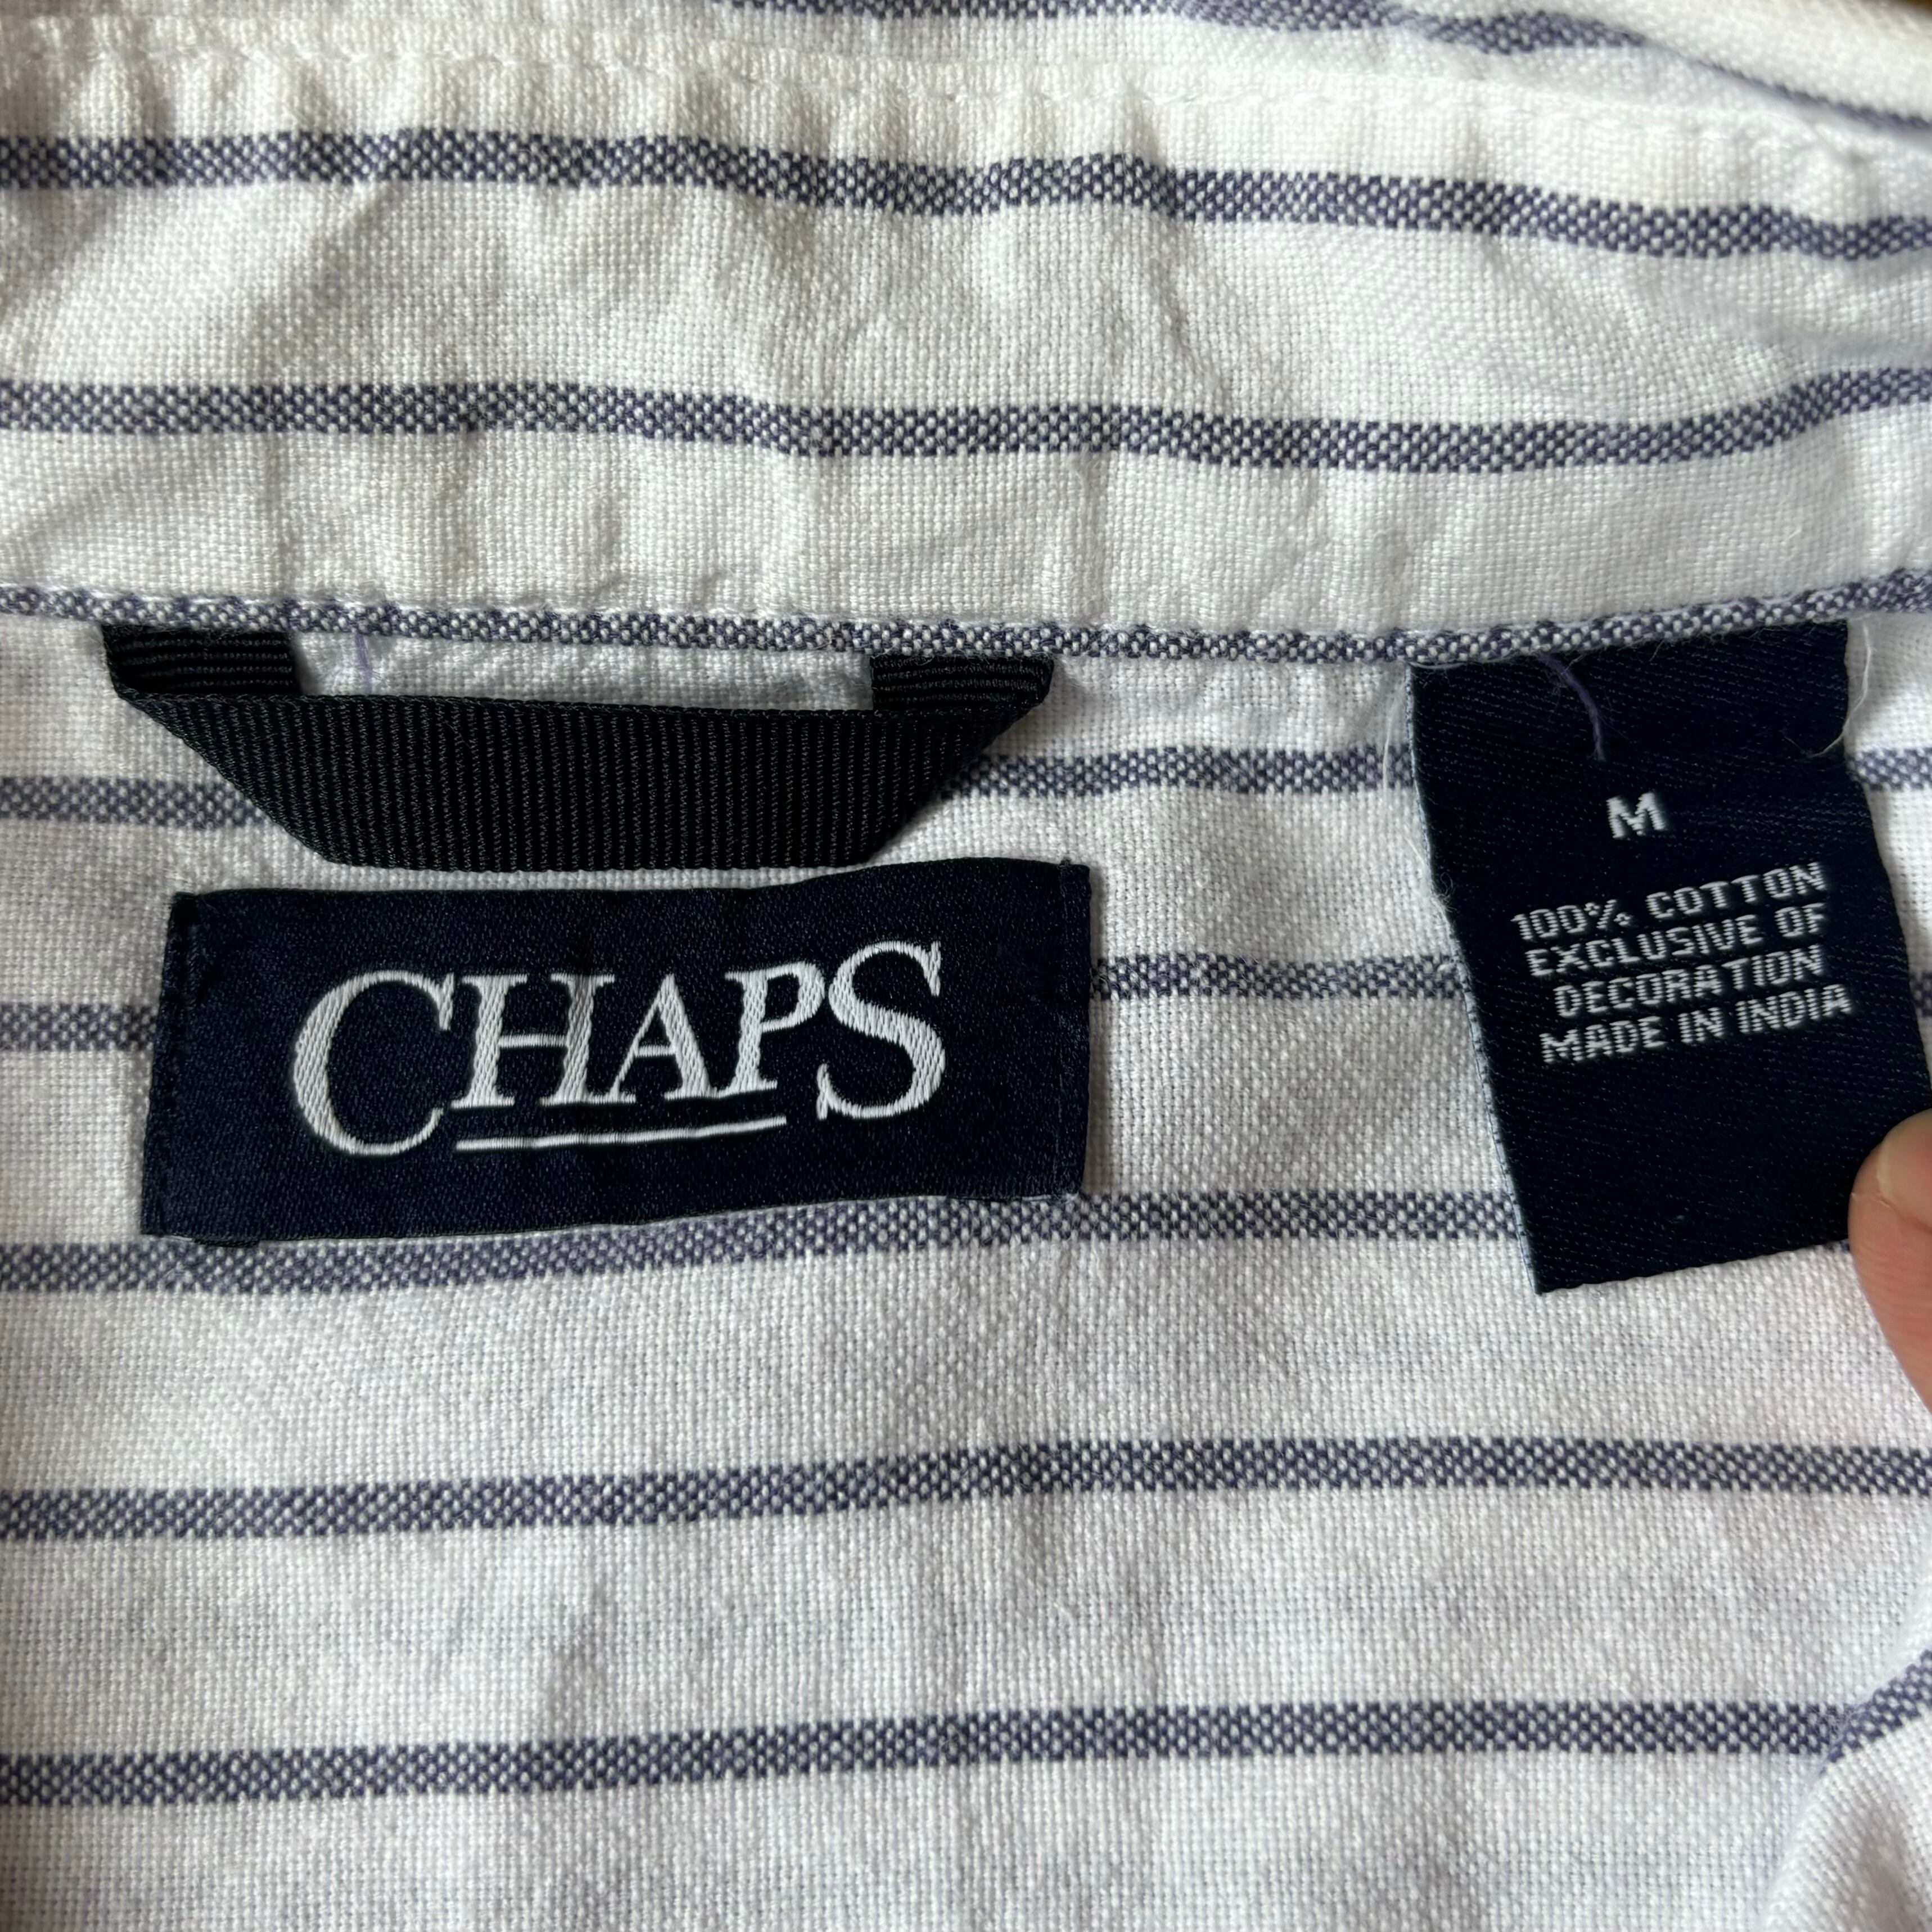 CHAPS
M
100% COTTON
EXCLUSIVE OF
DECORATION
MADE IN INDIA